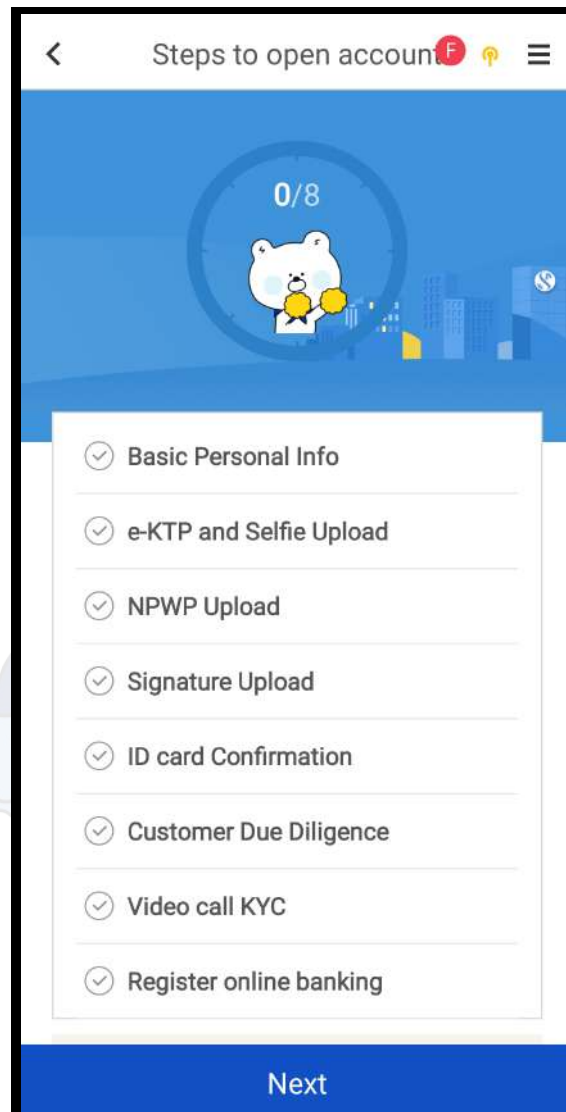 Steps to open account
F
0/8
Basic Personal Info
e-KTP and Selfie Upload
NPWP Upload
Signature Upload
ID card Confirmation
Customer Due Diligence
Video call KYC
Register online banking
Next